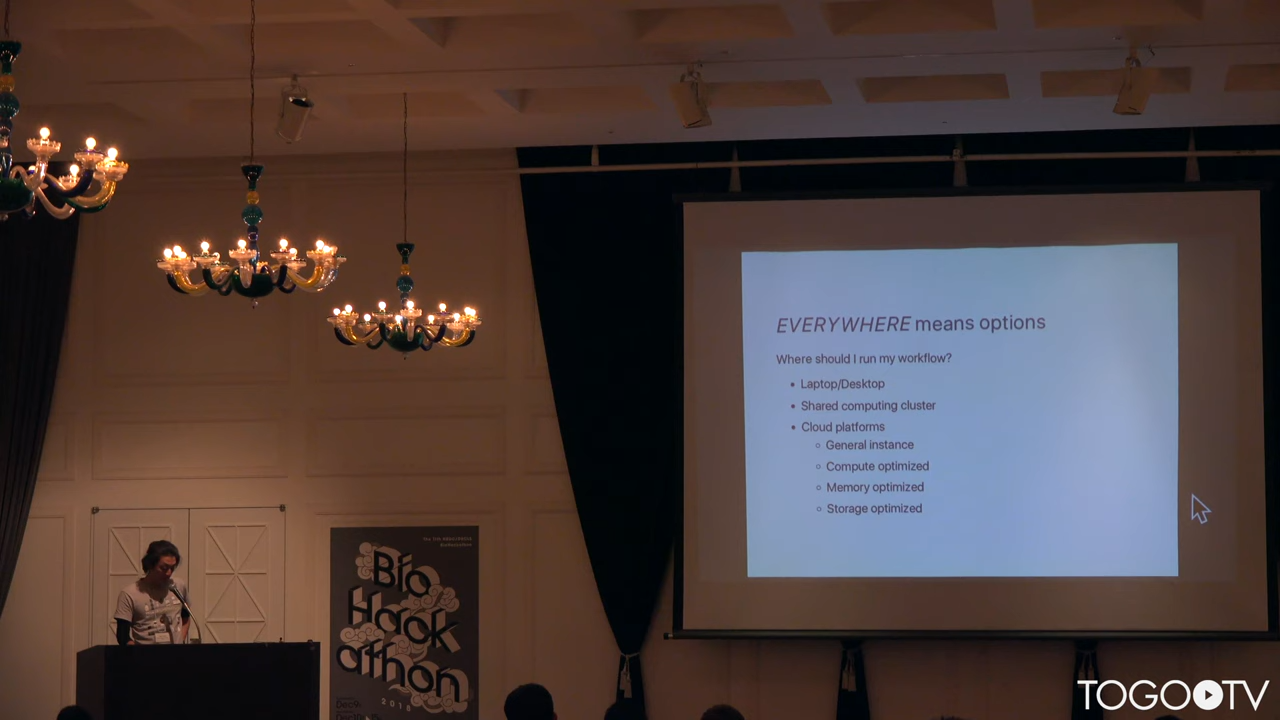 EVERYWHERE means options
Where should I run my workflow?
• Laptop/Desktop
• Shared computing cluster
• Cloud platforms
◦ General instance
◦ Compute optimized
◦ Memory optimized
◦ Storage optimized
Bio
Hack
athon
2018
TOGOTV